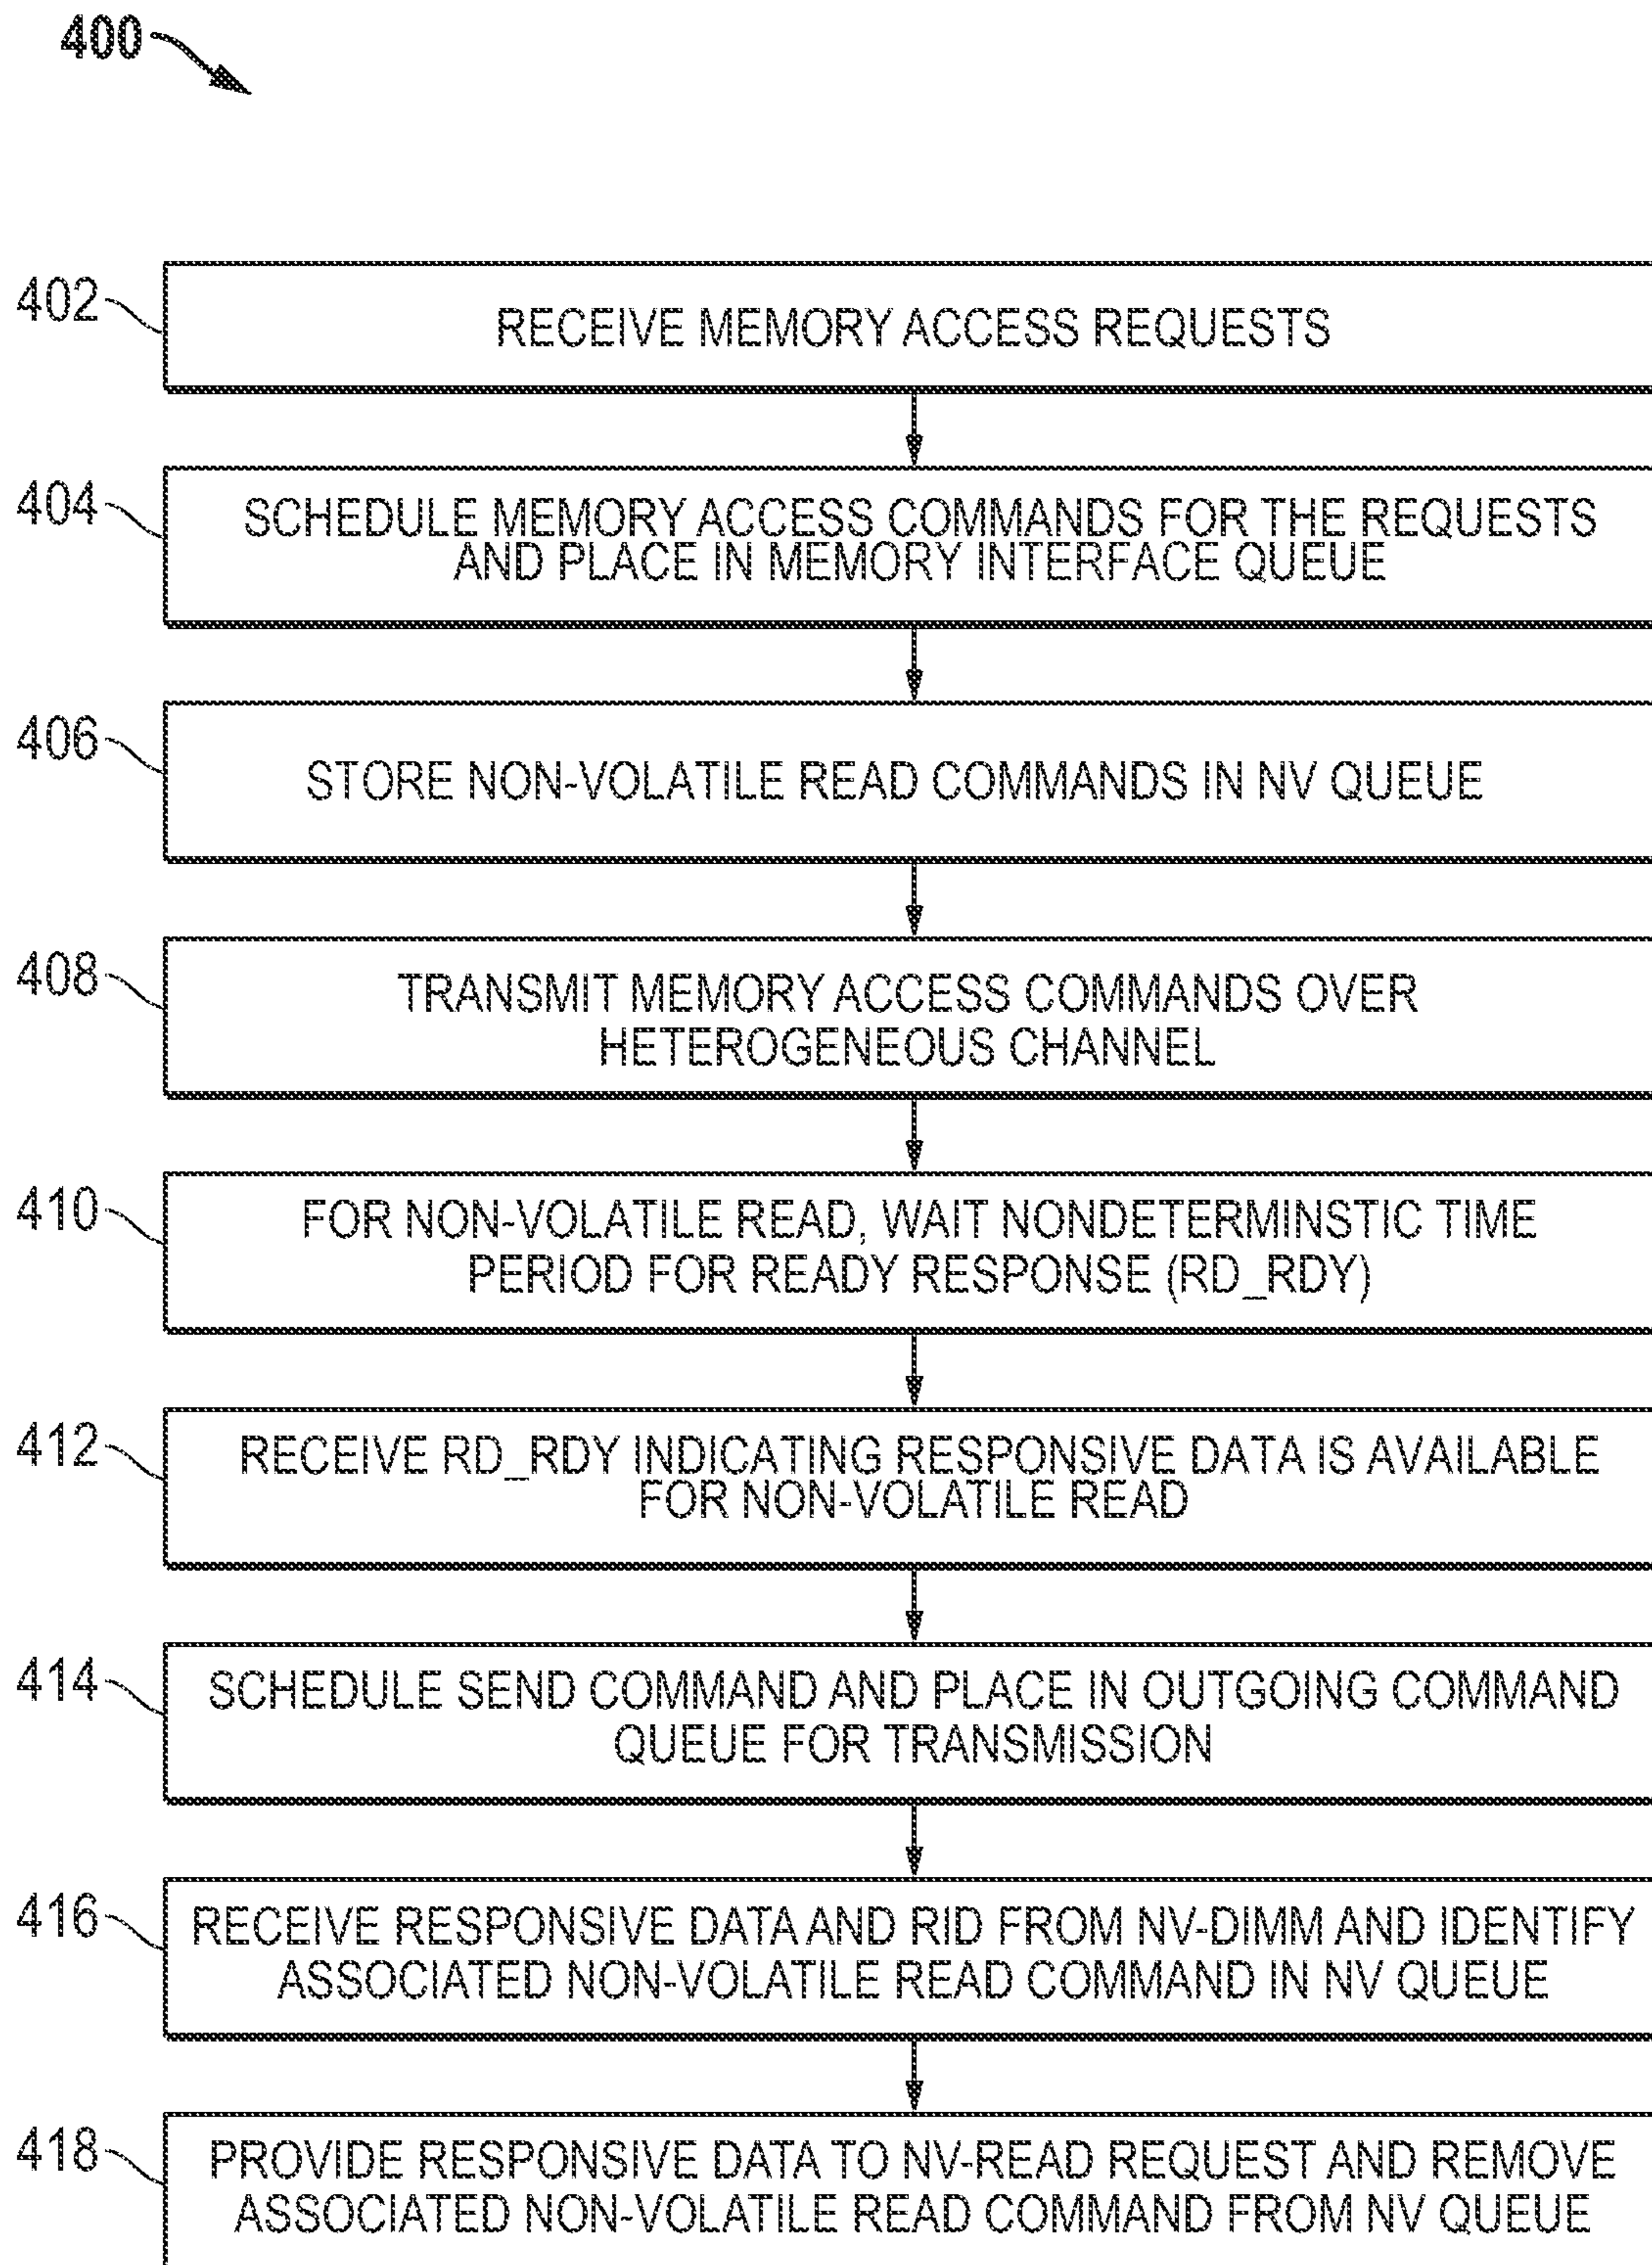 400
402
RECEIVE MEMORY ACCESS REQUESTS
404
SCHEDULE MEMORY ACCESS COMMANDS FOR THE REQUESTS
AND PLACE IN MEMORY INTERFACE QUEUE
406
STORE NON-VOLATILE READ COMMANDS IN NV QUEUE
408
TRANSMIT MEMORY ACCESS COMMANDS OVER
HETEROGENEOUS CHANNEL
410
FOR NON-VOLATILE READ, WAIT NONDETERMINSTIC TIME
PERIOD FOR READY RESPONSE (RD_RDY)
412
RECEIVE RD_RDY INDICATING RESPONSIVE DATA IS AVAILABLE
FOR NON-VOLATILE READ
414
SCHEDULE SEND COMMAND AND PLACE IN OUTGOING COMMAND
QUEUE FOR TRANSMISSION
416
RECEIVE RESPONSIVE DATA AND RID FROM NV-DIMM AND IDENTIFY
ASSOCIATED NON-VOLATILE READ COMMAND IN NV QUEUE
418
PROVIDE RESPONSIVE DATA TO NV-READ REQUEST AND REMOVE
ASSOCIATED NON-VOLATILE READ COMMAND FROM NV QUEUE